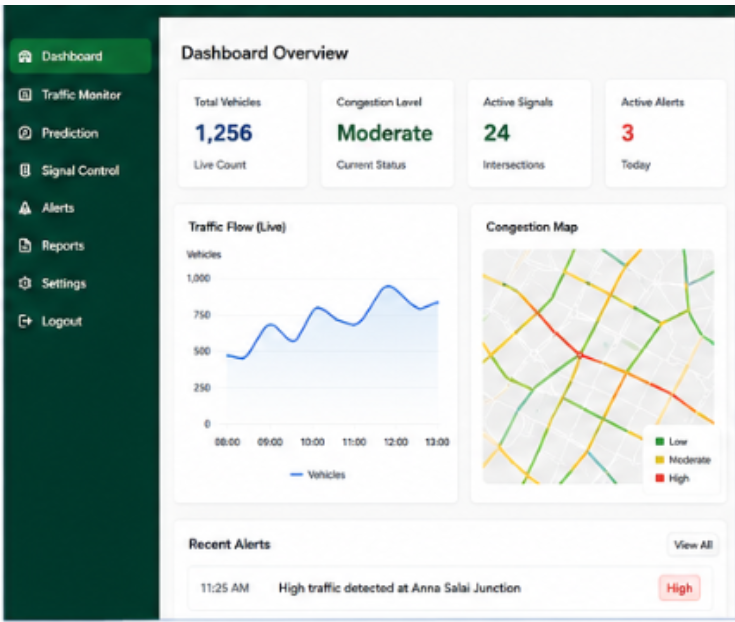 Dashboard
Traffic Monitor
Prediction
Signal Control
Alerts
Reports
Settings
Logout
Dashboard Overview
Total Vehicles
1,256
Live Count
Congestion Level
Moderate
Current Status
Active Signals
24
Intersections
Active Alerts
3
Today
Traffic Flow (Live)
Vehicles
1,000
750
500
250
0
08:00 09:00 10:00 11:00 12:00 13:00
Vehicles
Congestion Map
Low
Moderate
High
Recent Alerts
View All
11:25 AM High traffic detected at Anna Salai Junction High